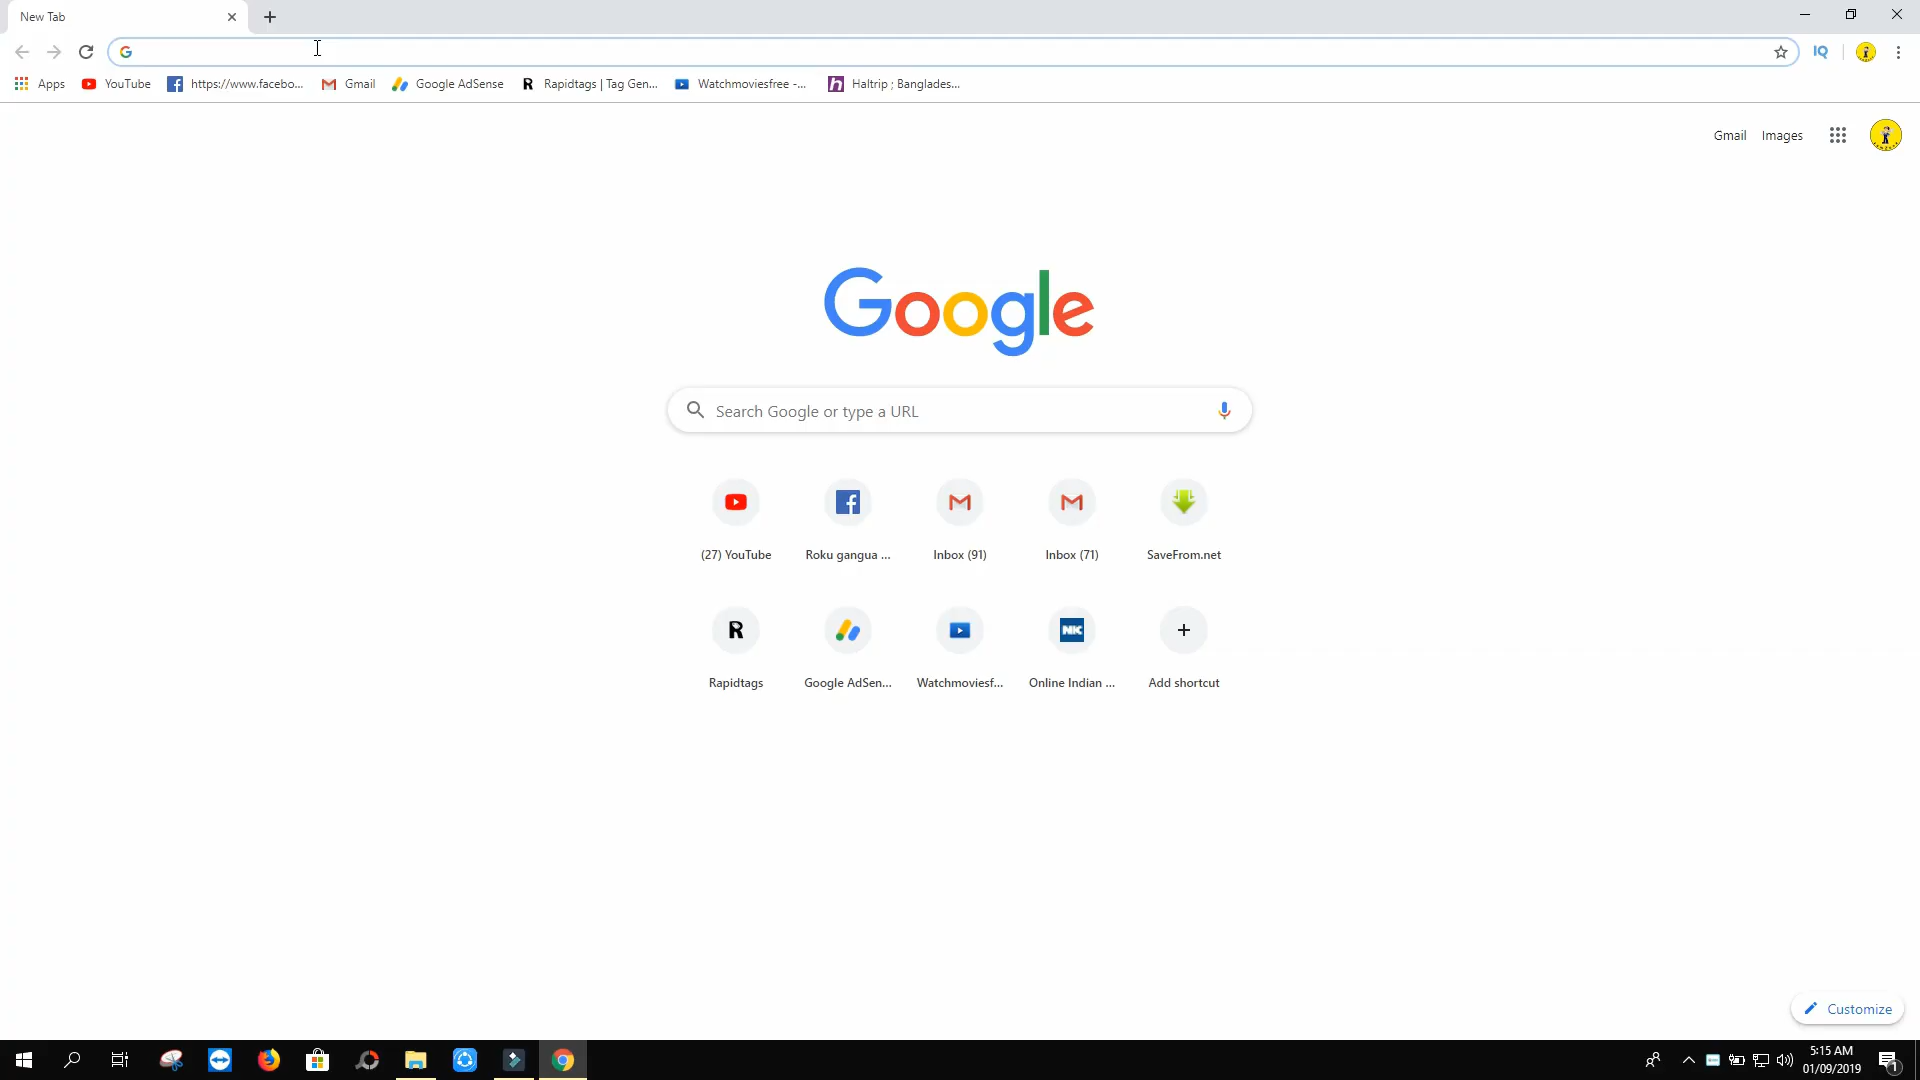 New Tab
IQ
Apps
YouTube
https://www.facebo...
Gmail
Google AdSense
R
Rapidtags | Tag Gen...
Watchmoviesfree -...
h
Haltrip ; Banglades...
Gmail
Images
Google
Search Google or type a URL
(27) YouTube
Roku gangua ...
Inbox (91)
Inbox (71)
SaveFrom.net
R
NK
Rapidtags
Google AdSen...
Watchmoviesf...
Online Indian ...
Add shortcut
Customize
5:15 AM
01/09/2019
1